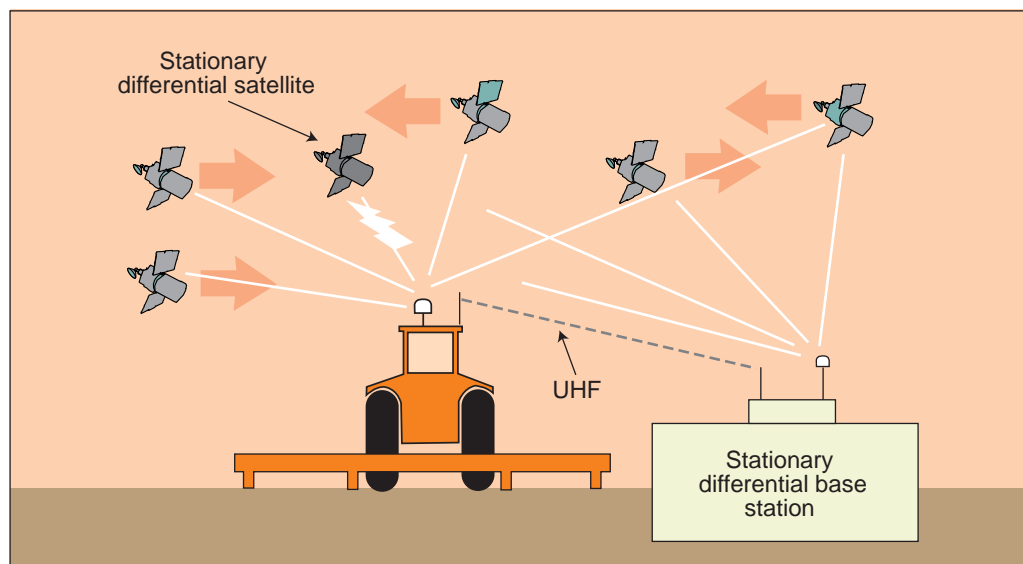 Stationary
differential satellite
UHF
Stationary
differential base
station